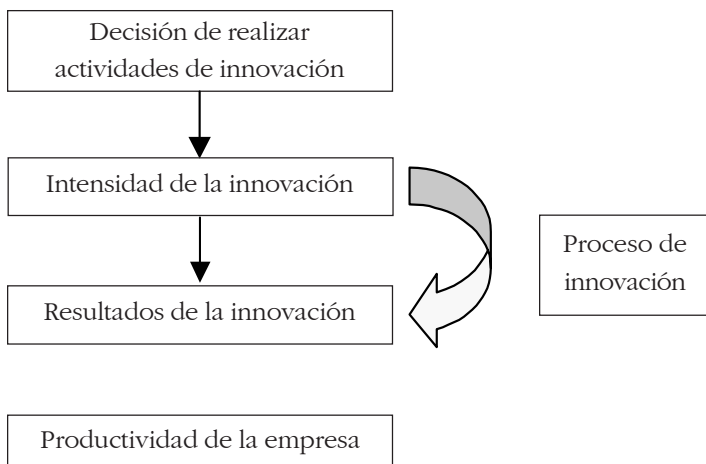 Decisión de realizar
actividades de innovación
Intensidad de la innovación
Proceso de
innovación
Resultados de la innovación
Productividad de la empresa